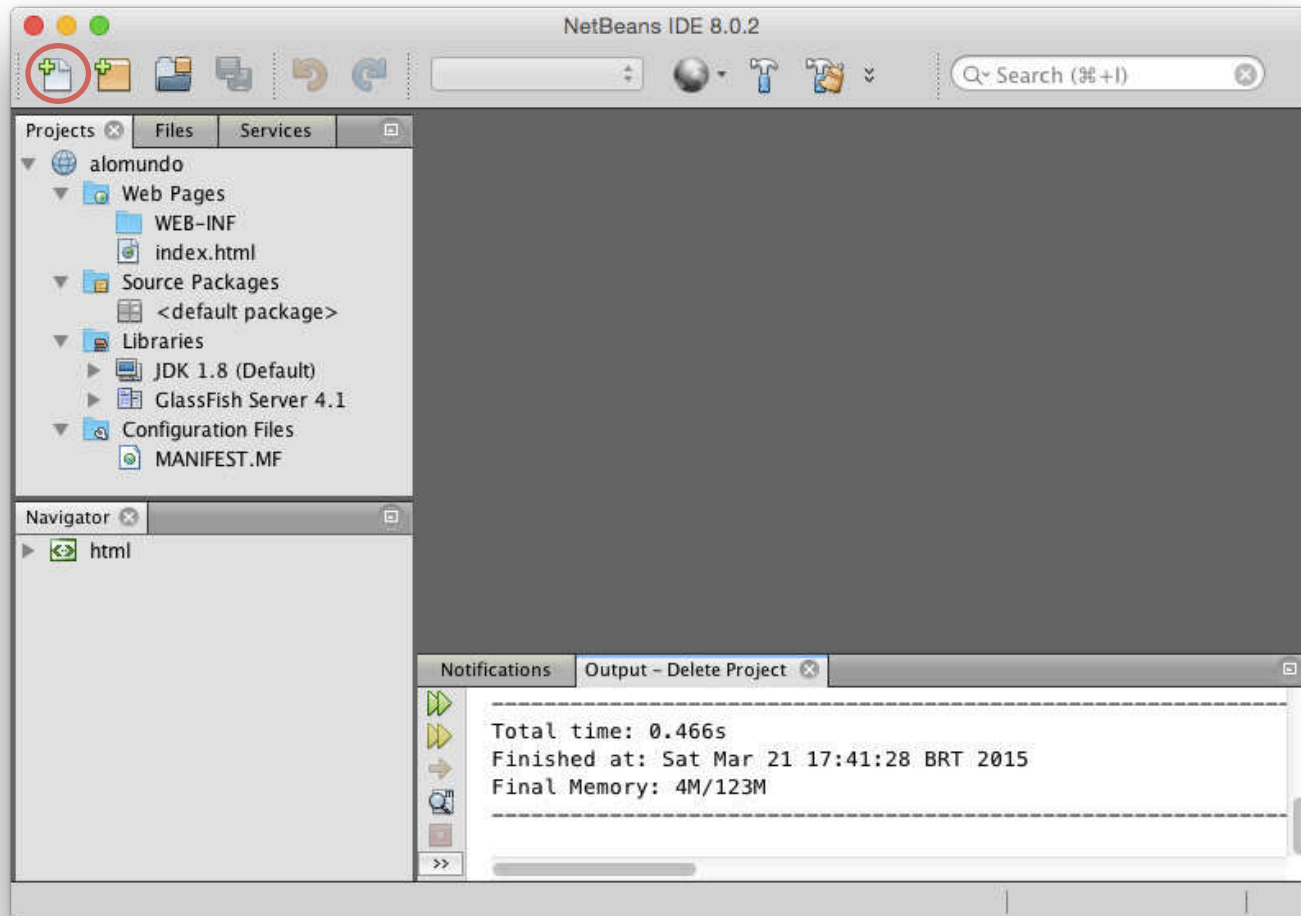 NetBeans IDE 8.0.2
Search (⌘+I)
Projects Files Services
alomundo
Web Pages
WEB-INF
index.html
Source Packages
<default package>
Libraries
JDK 1.8 (Default)
GlassFish Server 4.1
Configuration Files
MANIFEST.MF
Navigator
html
Notifications Output - Delete Project
------------------------------------------------------------------------
Total time: 0.466s
Finished at: Sat Mar 21 17:41:28 BRT 2015
Final Memory: 4M/123M
------------------------------------------------------------------------
>>